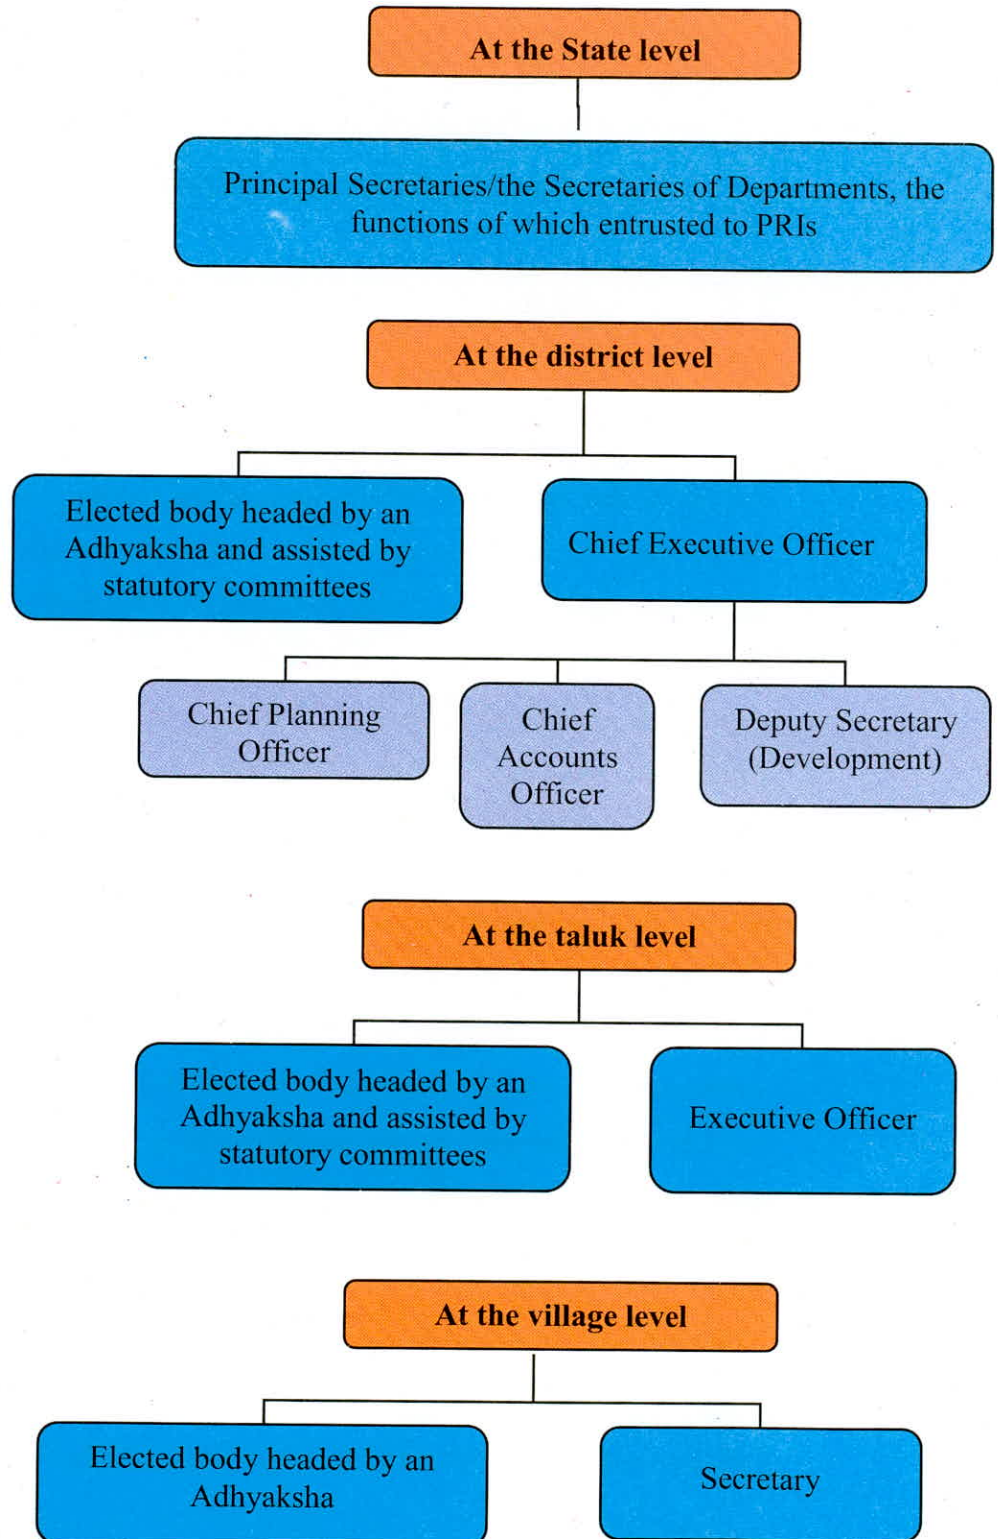 At the State level
Principal Secretaries/the Secretaries of Departments, the
functions of which entrusted to PRIs
At the district level
Elected body headed by an
Adhyaksha and assisted by
statutory committees
Chief Executive Officer
Chief Planning
Officer
Chief
Accounts
Officer
Deputy Secretary
(Development)
At the taluk level
Elected body headed by an
Adhyaksha and assisted by
statutory committees
Executive Officer
At the village level
Elected body headed by an
Adhyaksha
Secretary